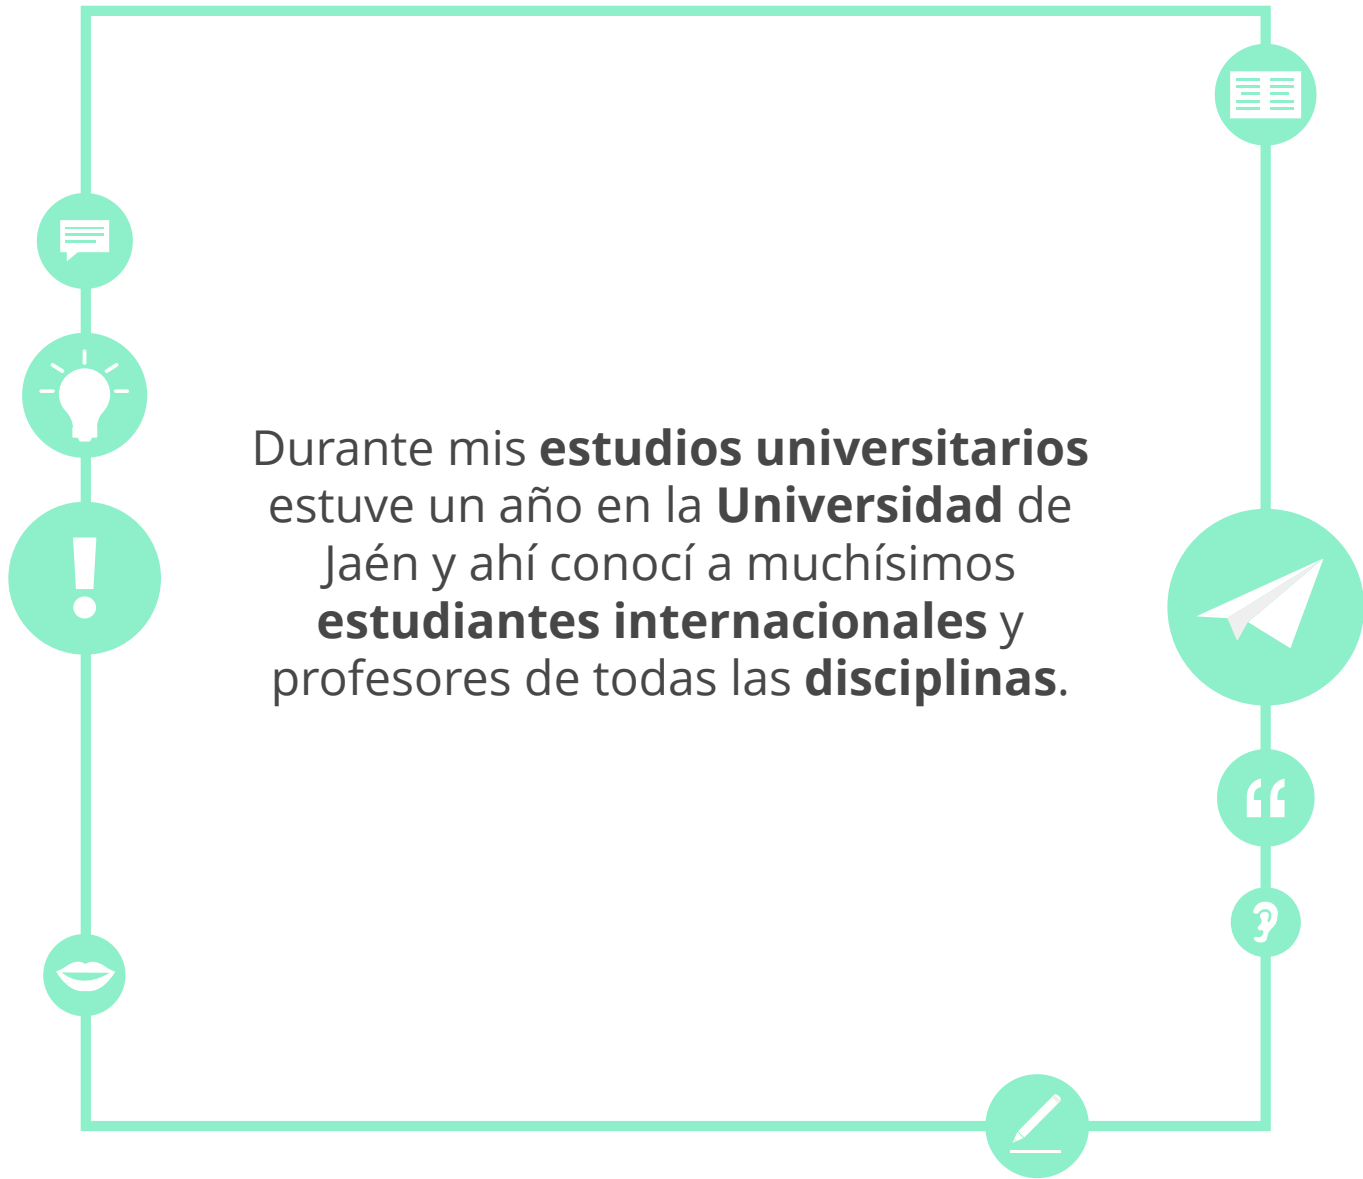 Durante mis estudios universitarios
estuve un año en la Universidad de
Jaén y ahí conocí a muchísimos
estudiantes internacionales y
profesores de todas las disciplinas.